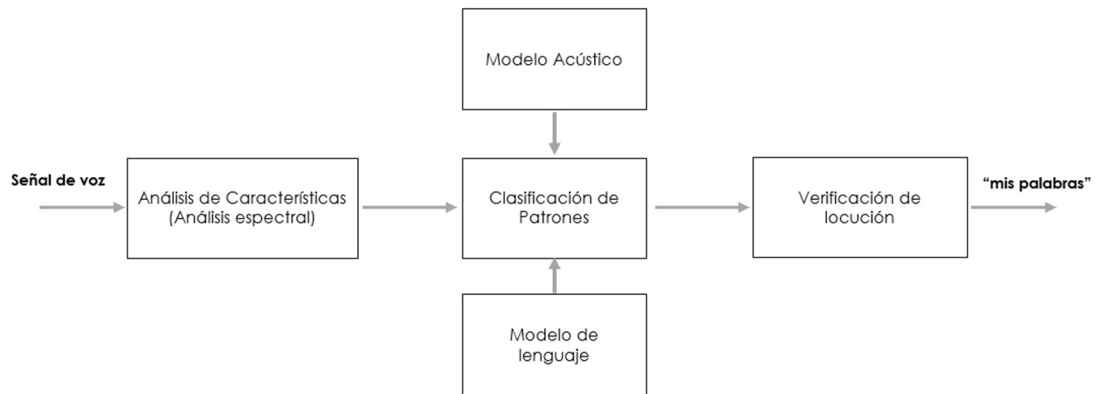 Modelo Acústico
Señal de voz
Análisis de Características
(Análisis espectral)
Clasificación de
Patrones
Verificación de
locución
“mis palabras”
Modelo de
lenguaje